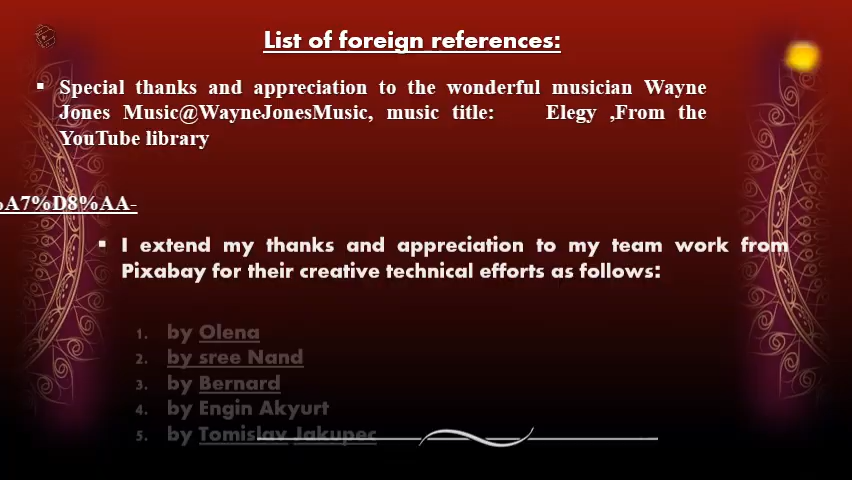 List of foreign references:
▪ Special thanks and appreciation to the wonderful musician Wayne
Jones Music@WayneJonesMusic, music title: Elegy ,From the
YouTube library
%A7%D8%AA-
▪ I extend my thanks and appreciation to my team work from
Pixabay for their creative technical efforts as follows:
1. by Olena
2. by sree Nand
3. by Bernard
4. by Engin Akyurt
5. by Tomislav Jakupec